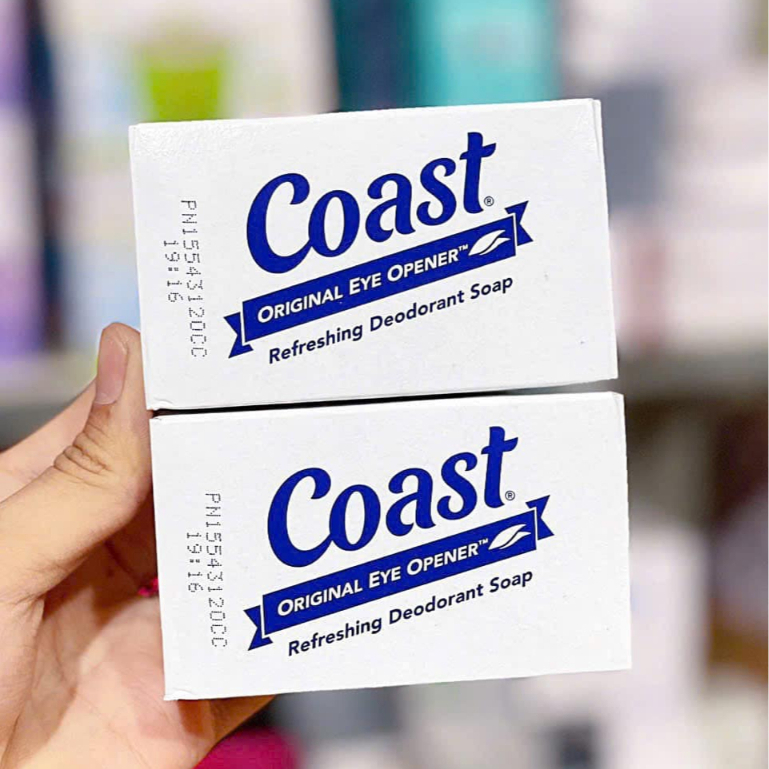 Coast®
ORIGINAL EYE OPENER™
Refreshing Deodorant Soap
PN1554312OCC
19:16
Coast®
ORIGINAL EYE OPENER™
Refreshing Deodorant Soap
PN1554312OCC
19:16